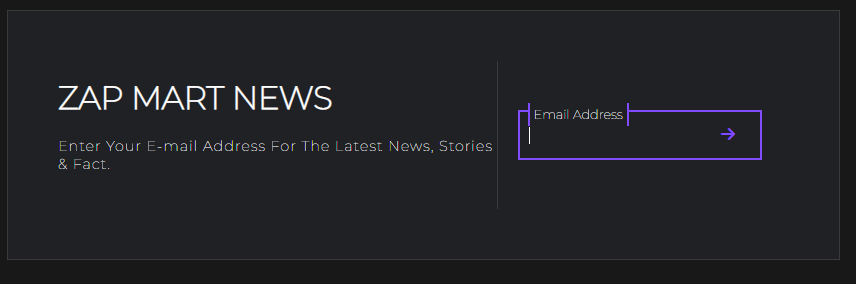 ZAP MART NEWS
Enter Your E-mail Address For The Latest News, Stories
& Fact.
Email Address